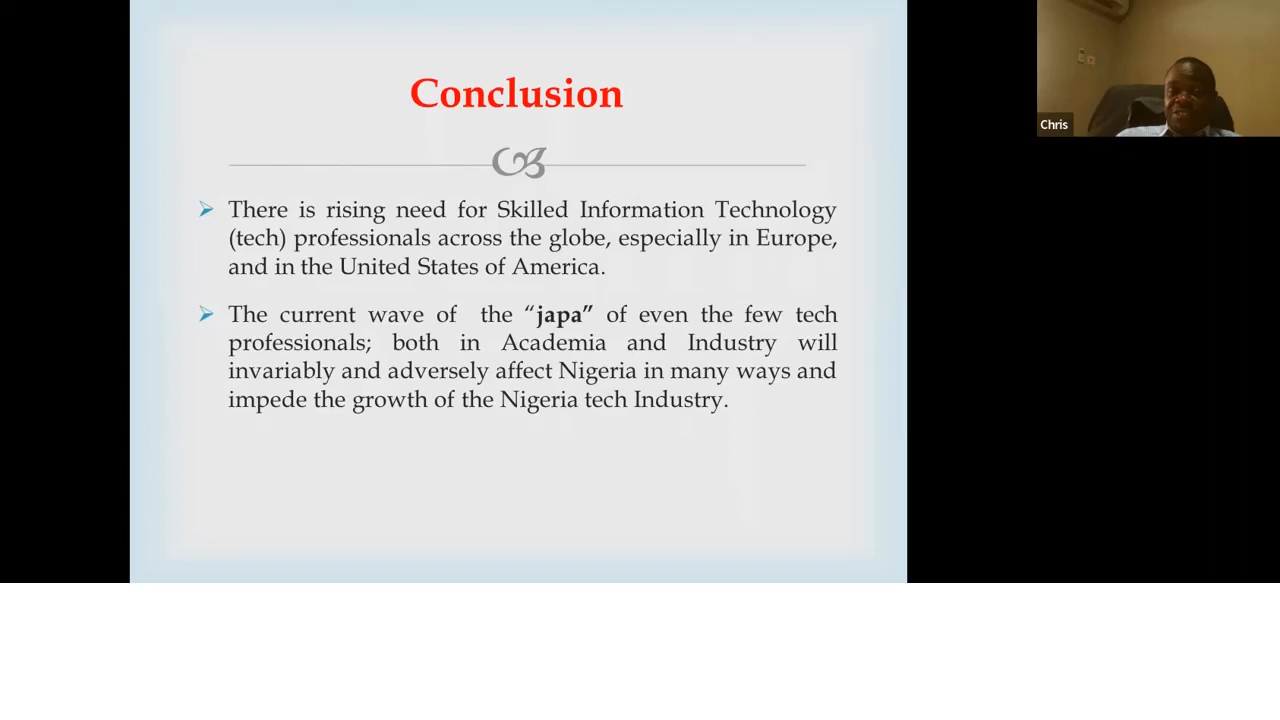 Conclusion
There is rising need for Skilled Information Technology
(tech) professionals across the globe, especially in Europe,
and in the United States of America.
The current wave of the “japa” of even the few tech
professionals; both in Academia and Industry will
invariably and adversely affect Nigeria in many ways and
impede the growth of the Nigeria tech Industry.
Chris